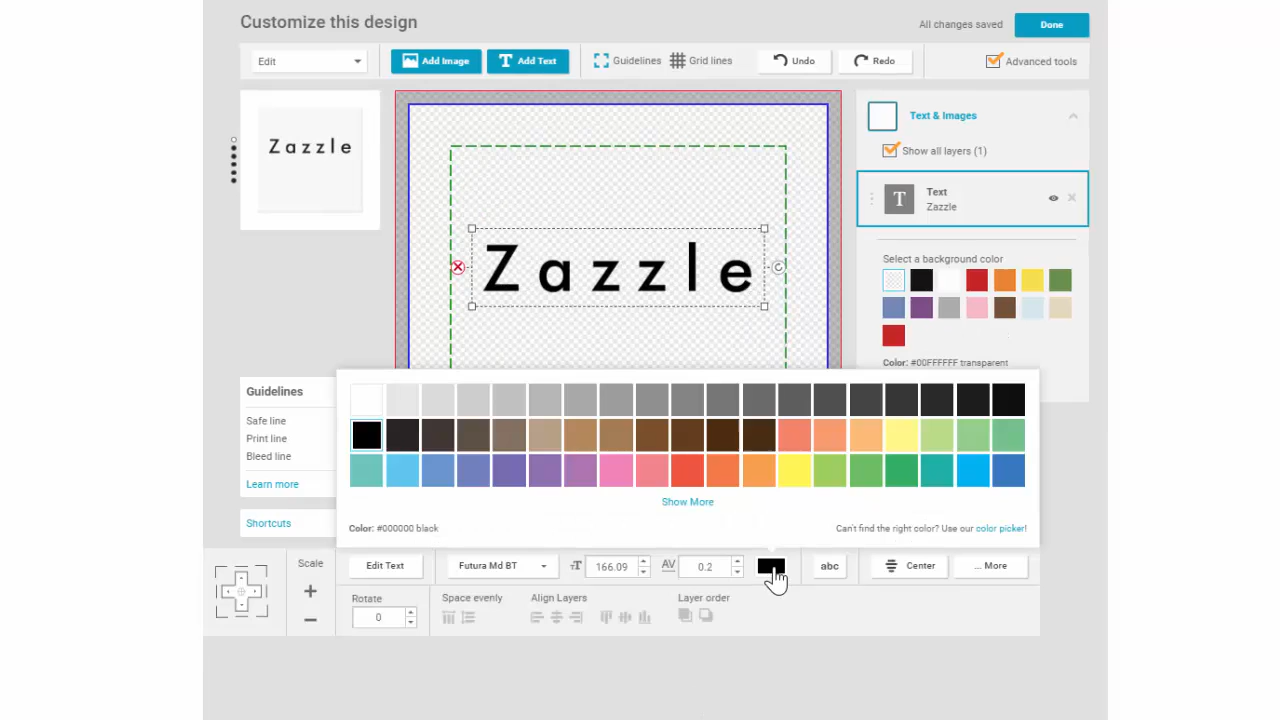 Customize this design
All changes saved
Done
Edit
Add Image
T Add Text
Guidelines
Grid lines
Undo
Redo
Advanced tools
Zazzle
Zazzle
Text & Images
Show all layers (1)
T
Text
Zazzle
Select a background color
Color: #00FFFFFF transparent
Guidelines
Safe line
Print line
Bleed line
Learn more
Shortcuts
Show More
Color: #000000 black
Can't find the right color? Use our color picker!
Scale
Edit Text
Futura Md BT
TT 166.09
AV 0.2
abc
Center
... More
Rotate
0
Space evenly
Align Layers
Layer order